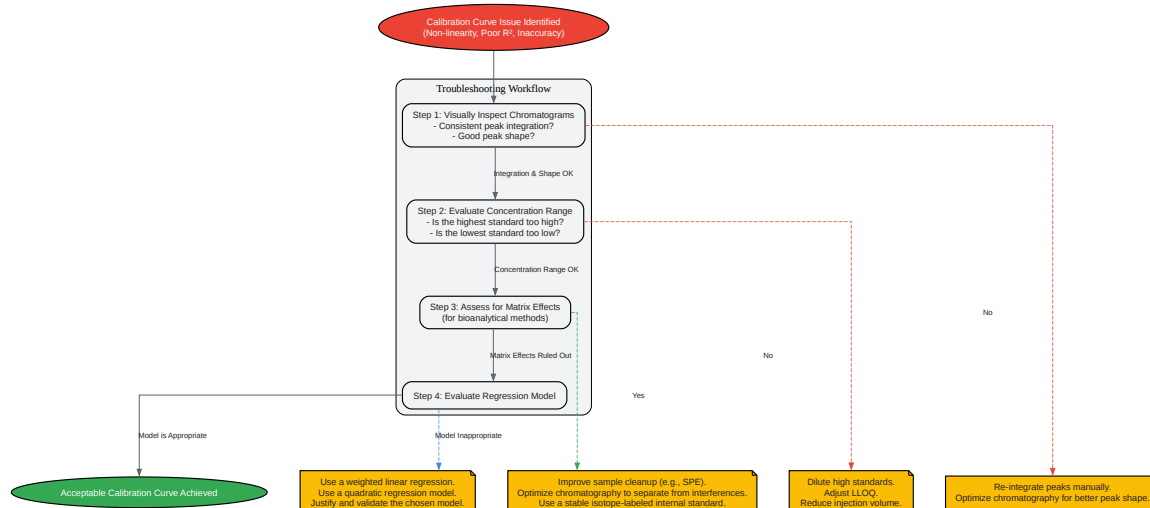 Calibration Curve Issue Identified
(Non-linearity, Poor R², Inaccuracy)
Troubleshooting Workflow
Step 1: Visually Inspect Chromatograms
- Consistent peak integration?
- Good peak shape?
Integration & Shape OK
Step 2: Evaluate Concentration Range
- Is the highest standard too high?
- Is the lowest standard too low?
Concentration Range OK
Step 3: Assess for Matrix Effects
(for bioanalytical methods)
No
Matrix Effects Ruled Out
No
Step 4: Evaluate Regression Model
Yes
Model is Appropriate
Model Inappropriate
Acceptable Calibration Curve Achieved
Use a weighted linear regression.
Use a quadratic regression model.
Justify and validate the chosen model.
Improve sample cleanup (e.g., SPE).
Optimize chromatography to separate from interferences.
Use a stable isotope-labeled internal standard.
Dilute high standards.
Adjust LLOQ.
Reduce injection volume.
Re-integrate peaks manually.
Optimize chromatography for better peak shape.